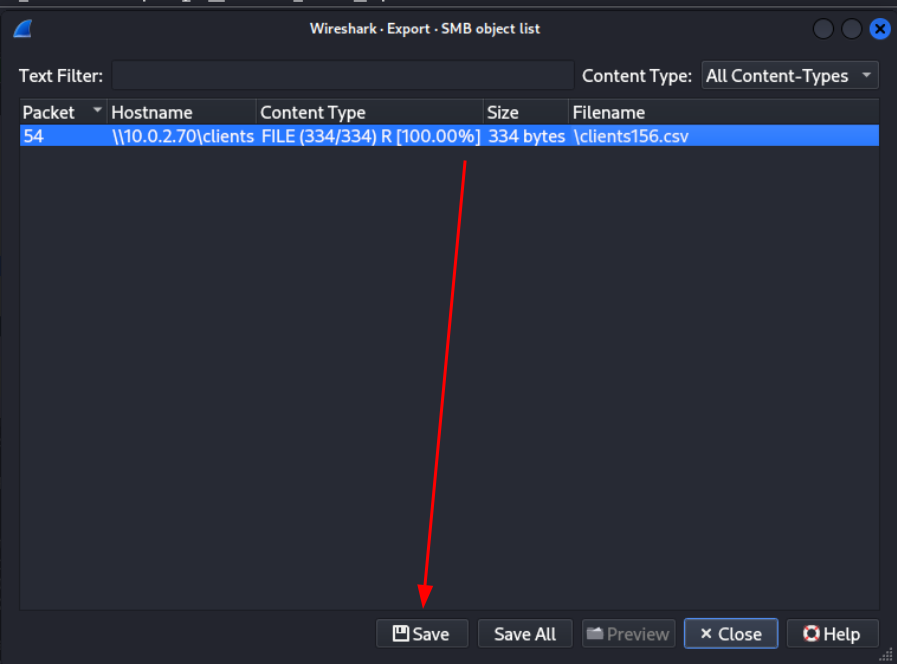 Wireshark · Export · SMB object list
Text Filter: Content Type: All Content-Types
Packet Hostname Content Type Size Filename
54 \\10.0.2.70\clients FILE (334/334) R [100.00%] 334 bytes \clients156.csv
Save Save All Preview × Close Help